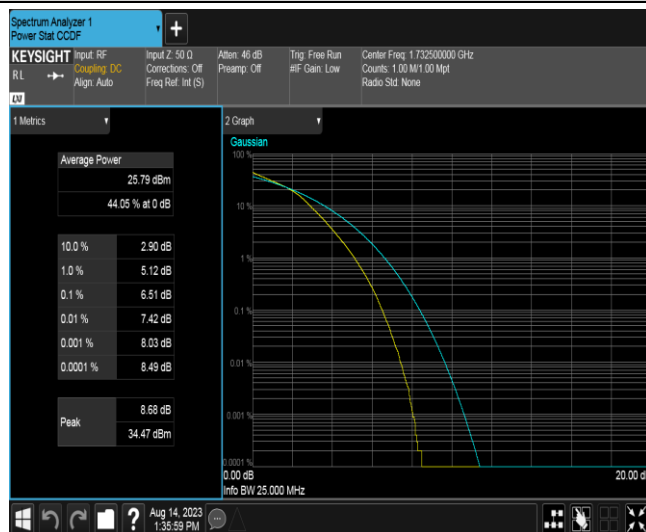 Spectrum Analyzer 1
Power Stat CCDF
KEYSIGHT
RL
Input: RF
Coupling: DC
Align: Auto
Input Z: 50 Ω
Corrections: Off
Freq Ref: Int (S)
Atten: 46 dB
Preamp: Off
Trig: Free Run
#IF Gain: Low
Center Freq: 1.732500000 GHz
Counts: 1.00 M/1.00 Mpt
Radio Std: None
LXI
1 Metrics
Average Power
25.79 dBm
44.05 % at 0 dB
10.0 % 2.90 dB
1.0 % 5.12 dB
0.1 % 6.51 dB
0.01 % 7.42 dB
0.001 % 8.03 dB
0.0001 % 8.49 dB
Peak
8.68 dB
34.47 dBm
2 Graph
Gaussian
100 %
10 %
1 %
0.1 %
0.01 %
0.001 %
0.0001 %
0.00 dB
20.00 d
Info BW 25.000 MHz
?
Aug 14, 2023
1:35:59 PM